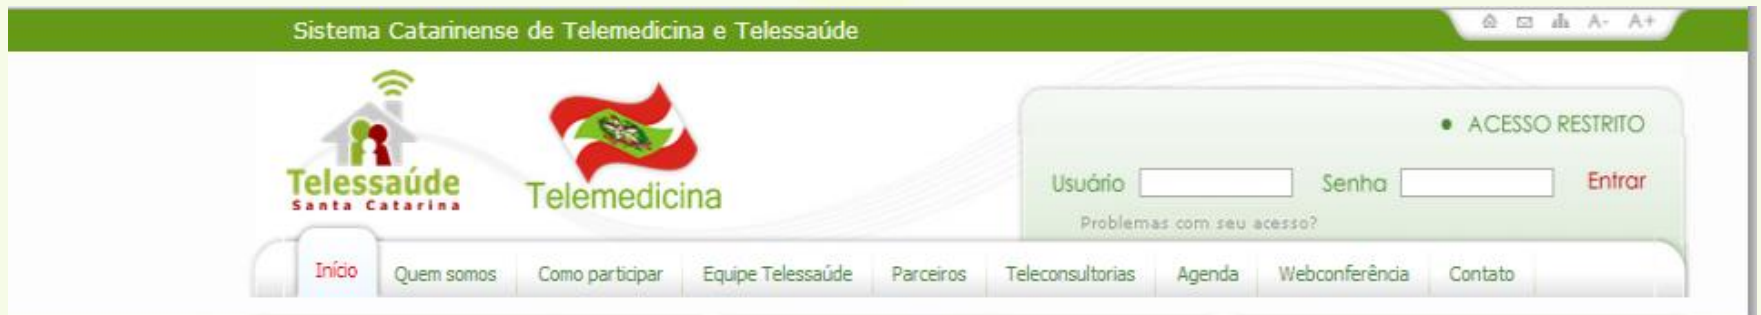 Sistema Catarinense de Telemedicina e Telessaúde
A- A+
Telessaúde
Santa Catarina
Telemedicina
• ACESSO RESTRITO
Usuário Senha Entrar
Problemas com seu acesso?
Início Quem somos Como participar Equipe Telessaúde Parceiros Teleconsultorias Agenda Webconferência Contato